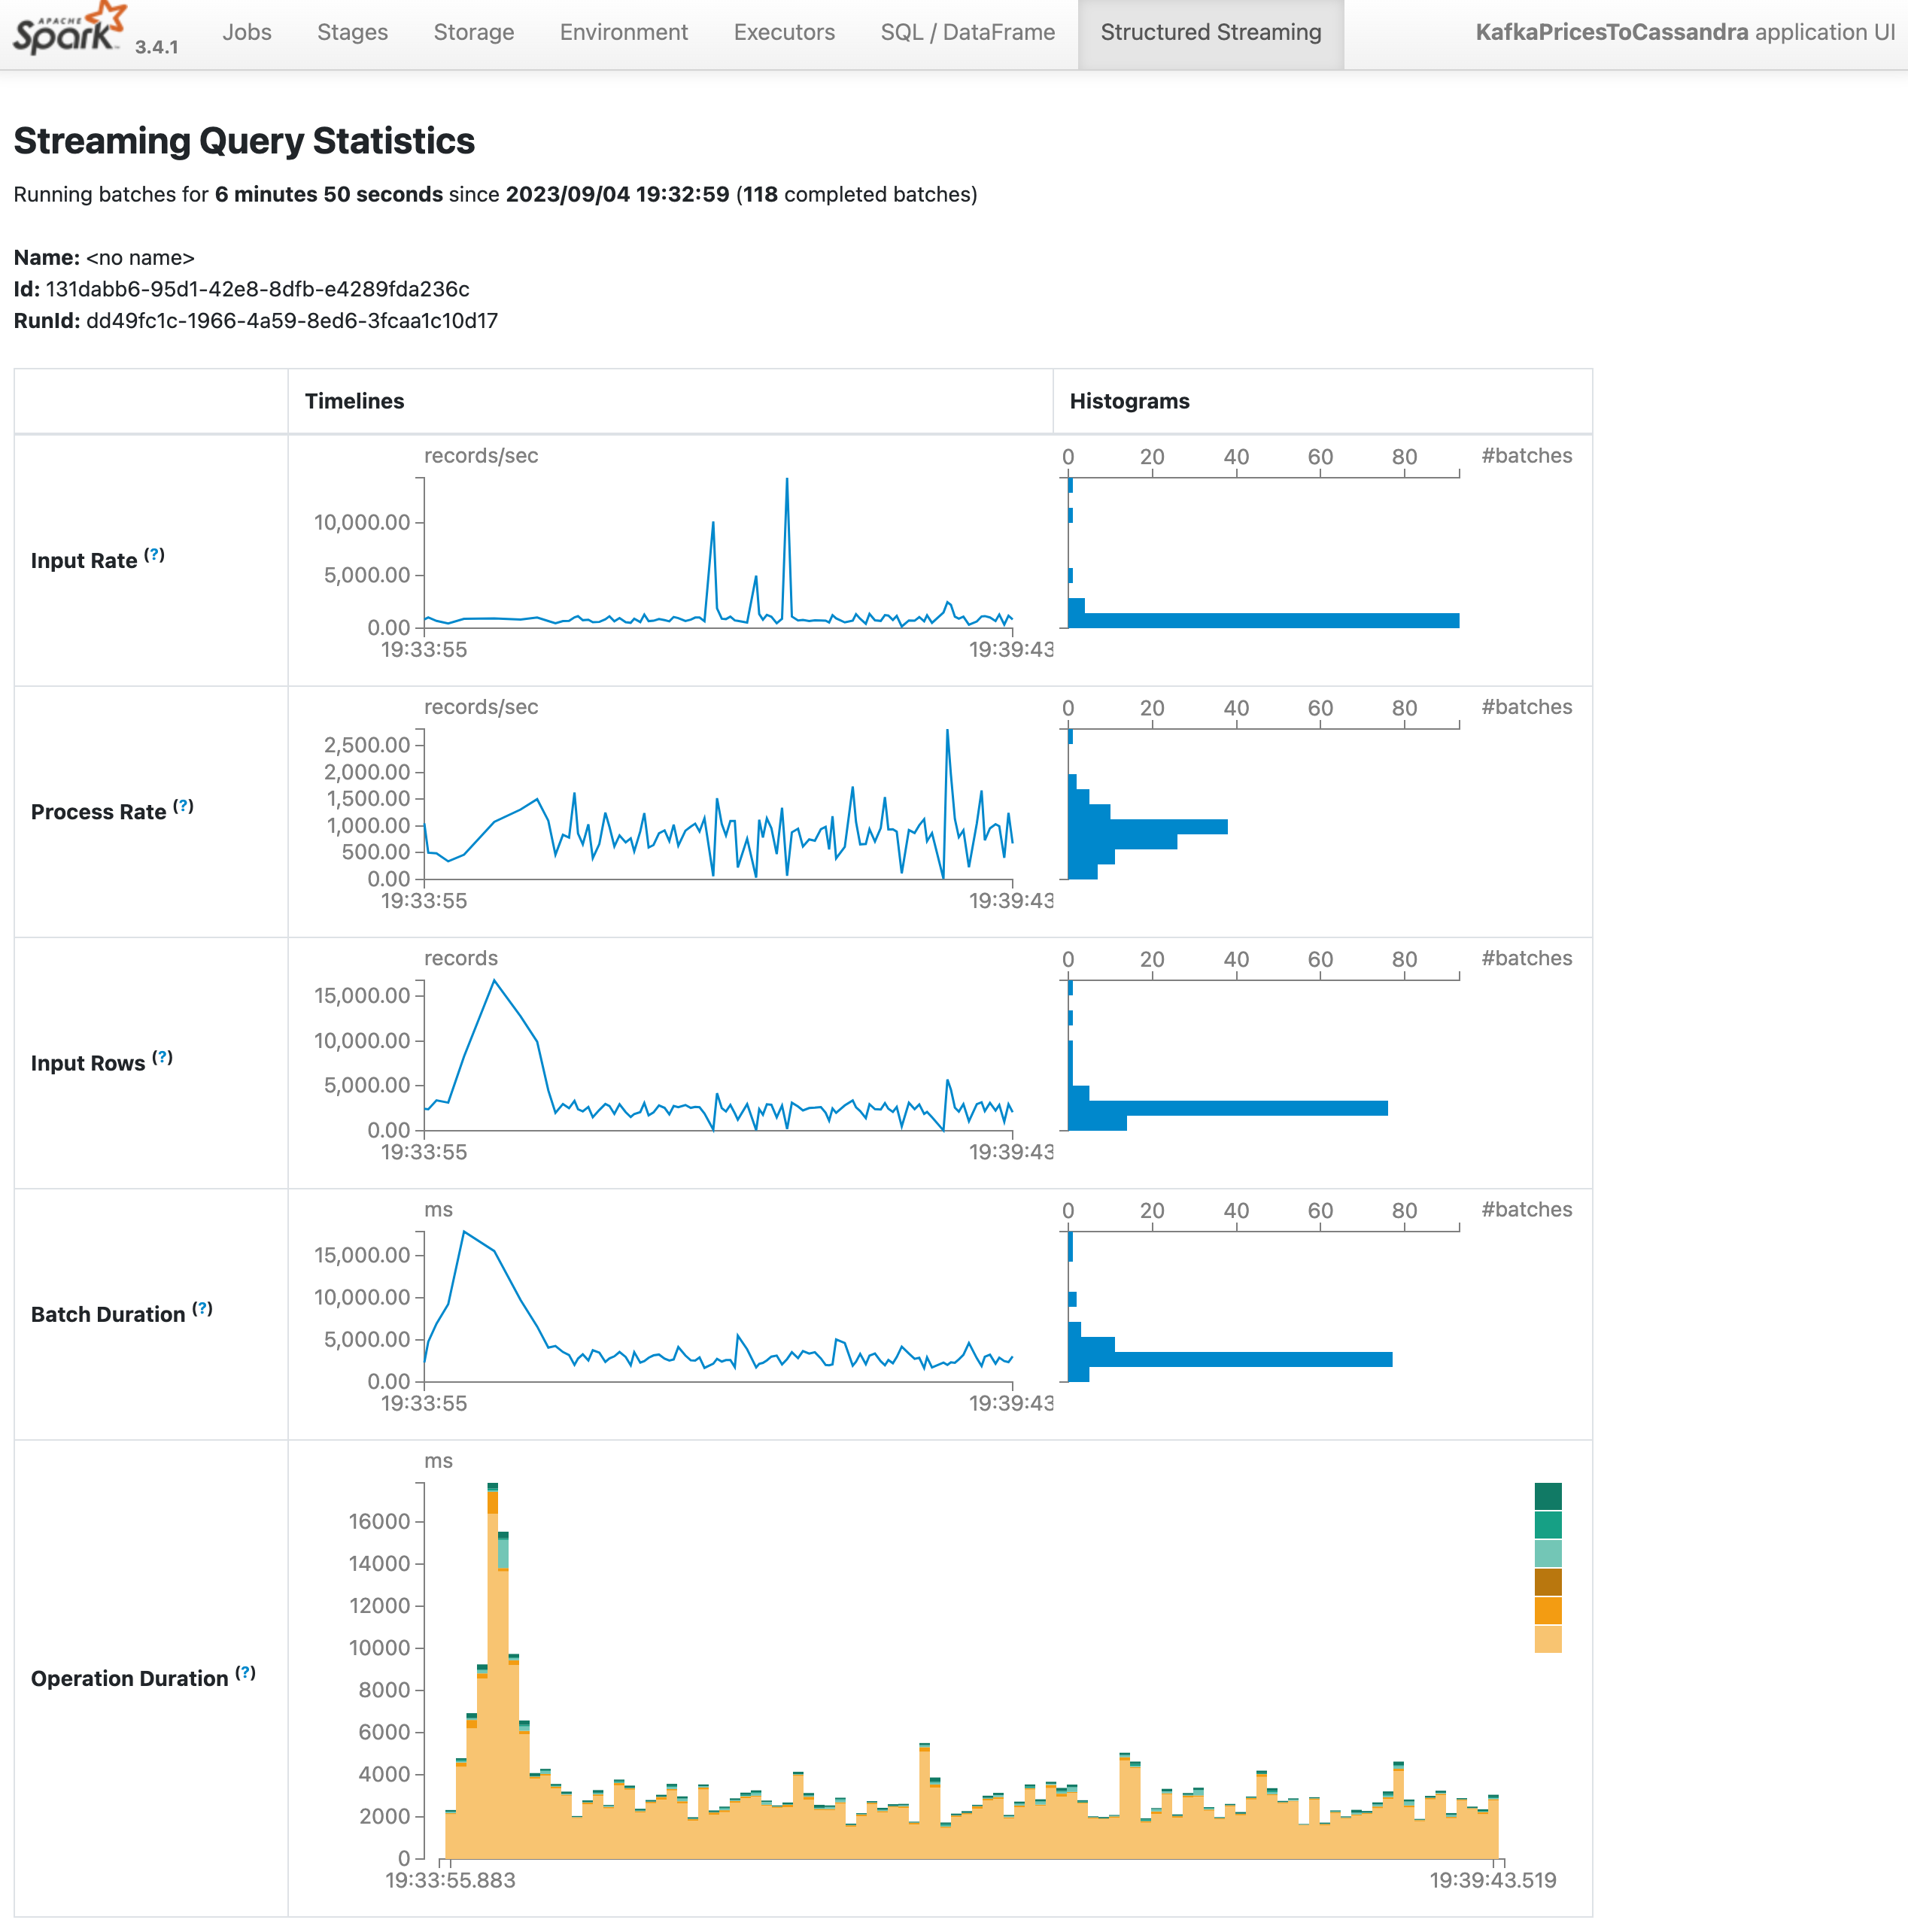 APACHE Spark 3.4.1 Jobs Stages Storage Environment Executors SQL / DataFrame Structured Streaming KafkaPricesToCassandra application UI
Streaming Query Statistics
Running batches for 6 minutes 50 seconds since 2023/09/04 19:32:59 (118 completed batches)
Name: <no name>
Id: 131dabb6-95d1-42e8-8dfb-e4289fda236c
RunId: dd49fc1c-1966-4a59-8ed6-3fcaa1c10d17
Timelines Histograms
records/sec 0 20 40 60 80 #batches
10,000.00
Input Rate (?)
5,000.00
0.00
19:33:55 19:39:43
records/sec 0 20 40 60 80 #batches
2,500.00
2,000.00
1,500.00
Process Rate (?)
1,000.00
500.00
0.00
19:33:55 19:39:43
records 0 20 40 60 80 #batches
15,000.00
10,000.00
Input Rows (?)
5,000.00
0.00
19:33:55 19:39:43
ms 0 20 40 60 80 #batches
15,000.00
10,000.00
Batch Duration (?)
5,000.00
0.00
19:33:55 19:39:43
ms
16000
14000
12000
10000
Operation Duration (?)
8000
6000
4000
2000
0
19:33:55.883 19:39:43.519